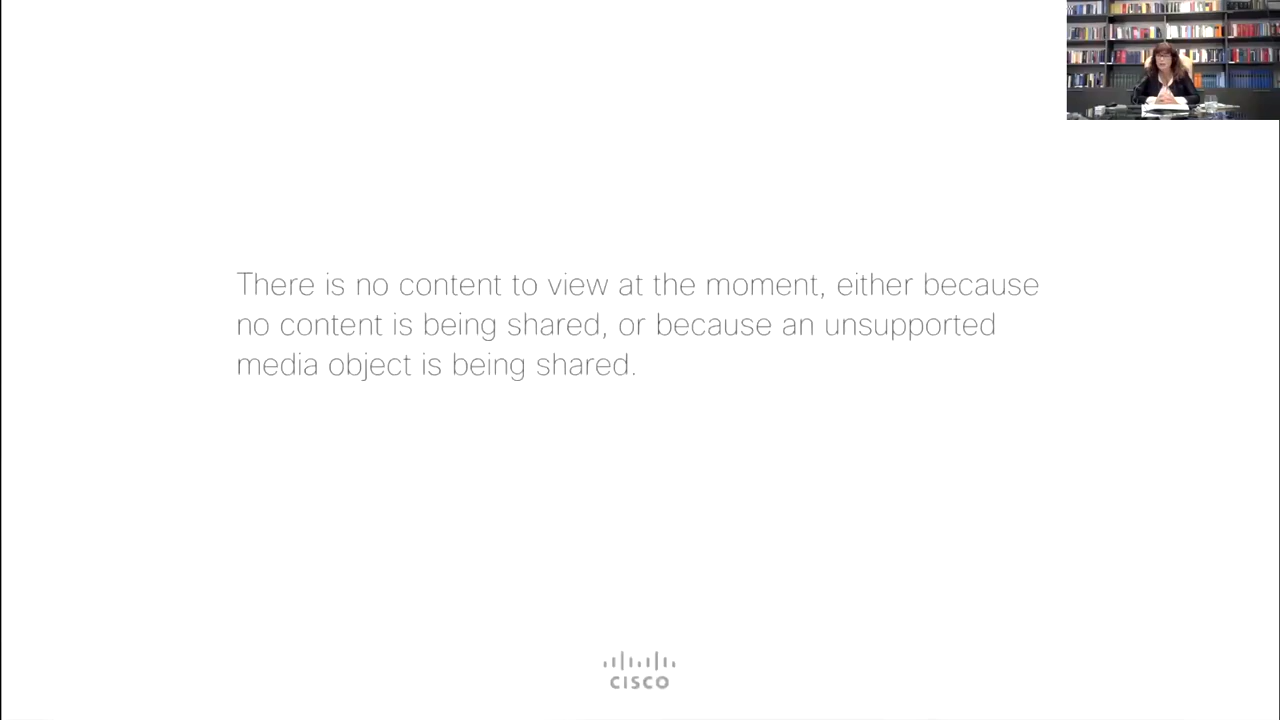 There is no content to view at the moment, either because
no content is being shared, or because an unsupported
media object is being shared.
CISCO